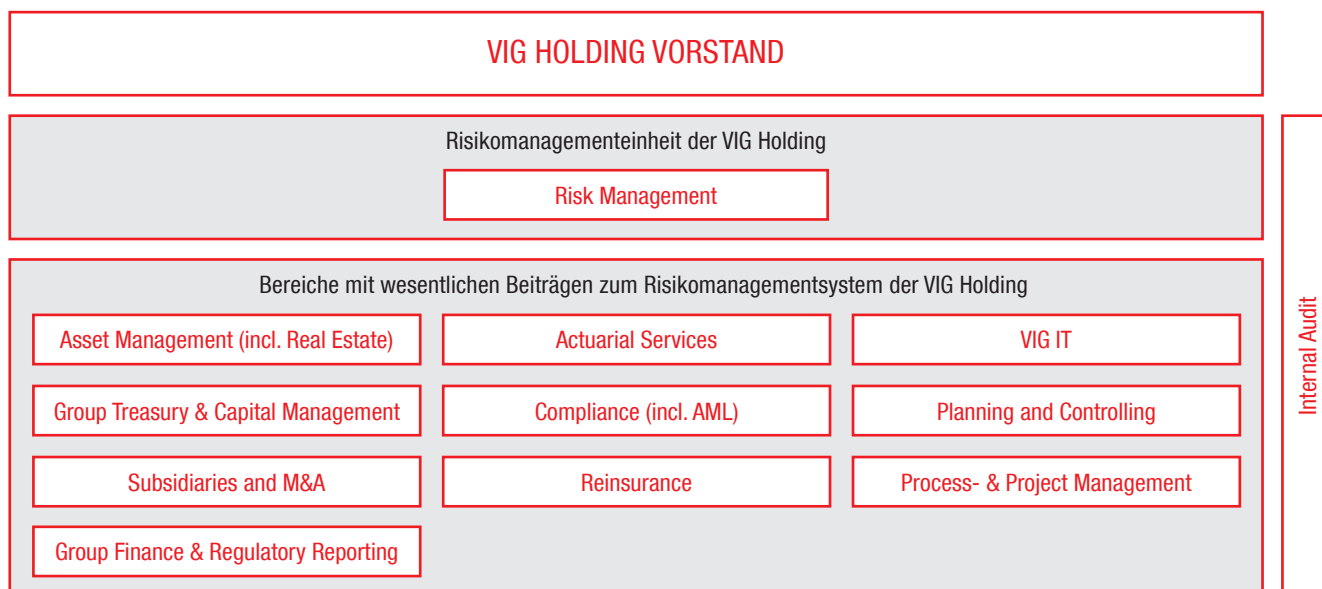 VIG HOLDING VORSTAND
Risikomanagementeinheit der VIG Holding
Risk Management
Bereiche mit wesentlichen Beiträgen zum Risikomanagementsystem der VIG Holding
Asset Management (incl. Real Estate)
Actuarial Services
VIG IT
Group Treasury & Capital Management
Compliance (incl. AML)
Planning and Controlling
Subsidiaries and M&A
Reinsurance
Process- & Project Management
Group Finance & Regulatory Reporting
Internal Audit